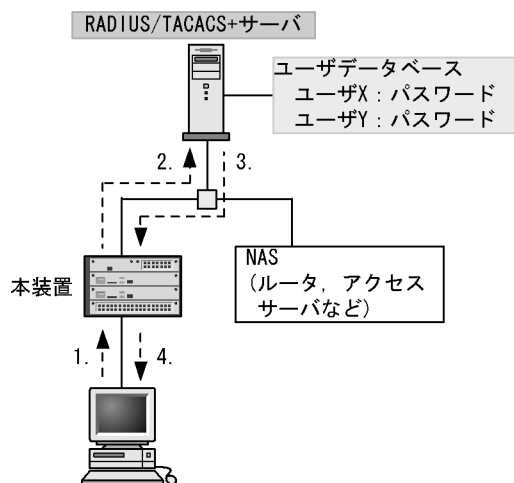 RADIUS/TACACS+サーバ
ユーザデータベース
ユーザX：パスワード
ユーザY：パスワード
2.
3.
NAS
(ルータ，アクセス
サーバなど)
本装置
1.
4.